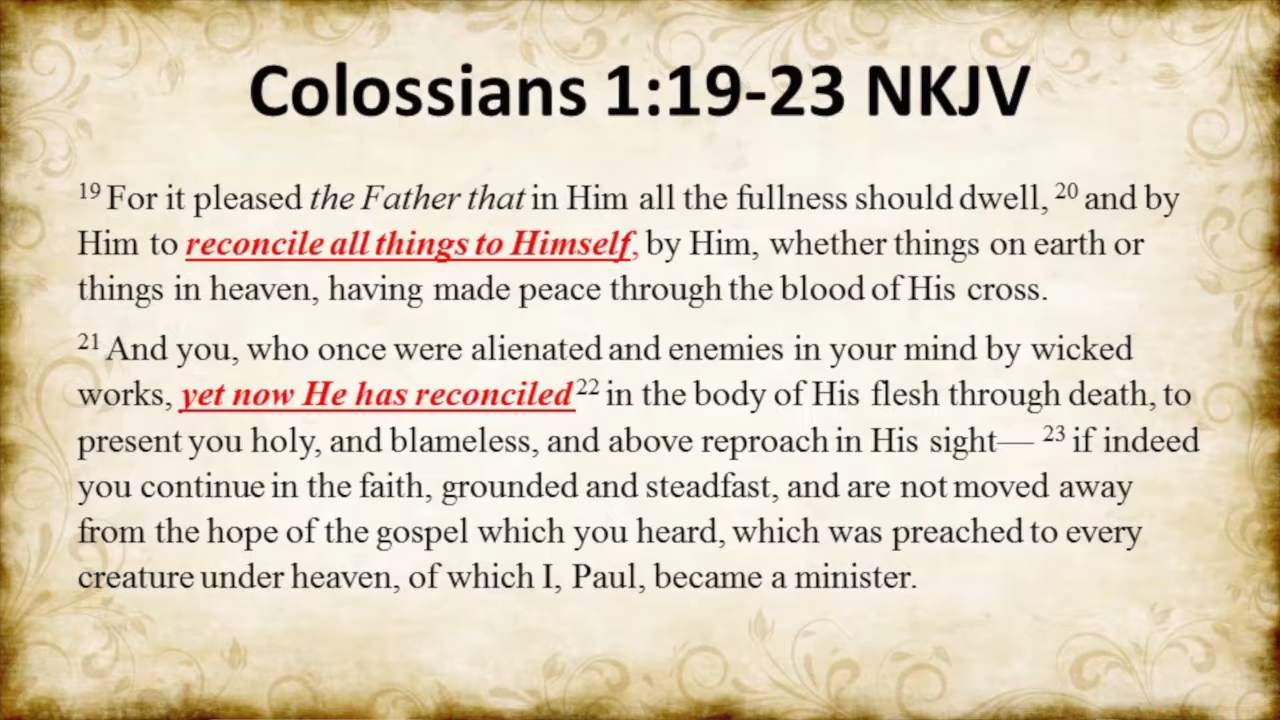 Colossians 1:19-23 NKJV
19 For it pleased the Father that in Him all the fullness should dwell, 20 and by
Him to reconcile all things to Himself, by Him, whether things on earth or
things in heaven, having made peace through the blood of His cross.
21 And you, who once were alienated and enemies in your mind by wicked
works, yet now He has reconciled 22 in the body of His flesh through death, to
present you holy, and blameless, and above reproach in His sight— 23 if indeed
you continue in the faith, grounded and steadfast, and are not moved away
from the hope of the gospel which you heard, which was preached to every
creature under heaven, of which I, Paul, became a minister.